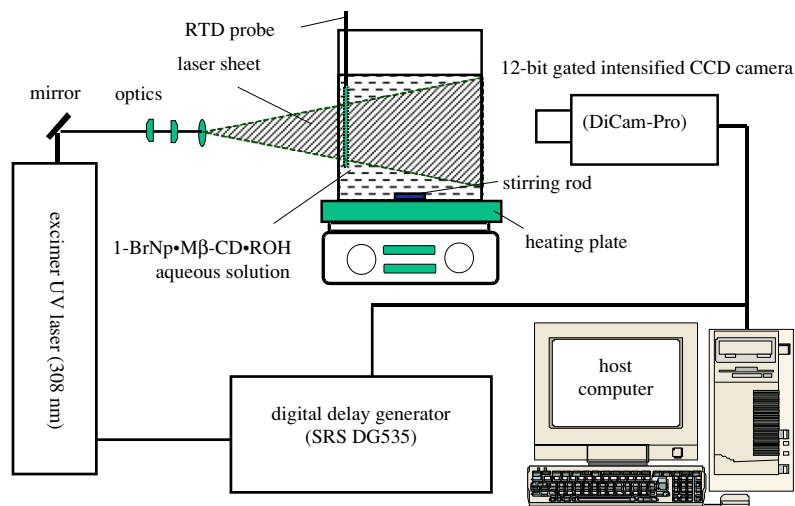 RTD probe
laser sheet
12-bit gated intensified CCD camera
mirror
optics
(DiCam-Pro)
stirring rod
heating plate
1-BrNp•Mβ-CD•ROH
aqueous solution
excimer UV laser (308 nm)
host
computer
digital delay generator
(SRS DG535)